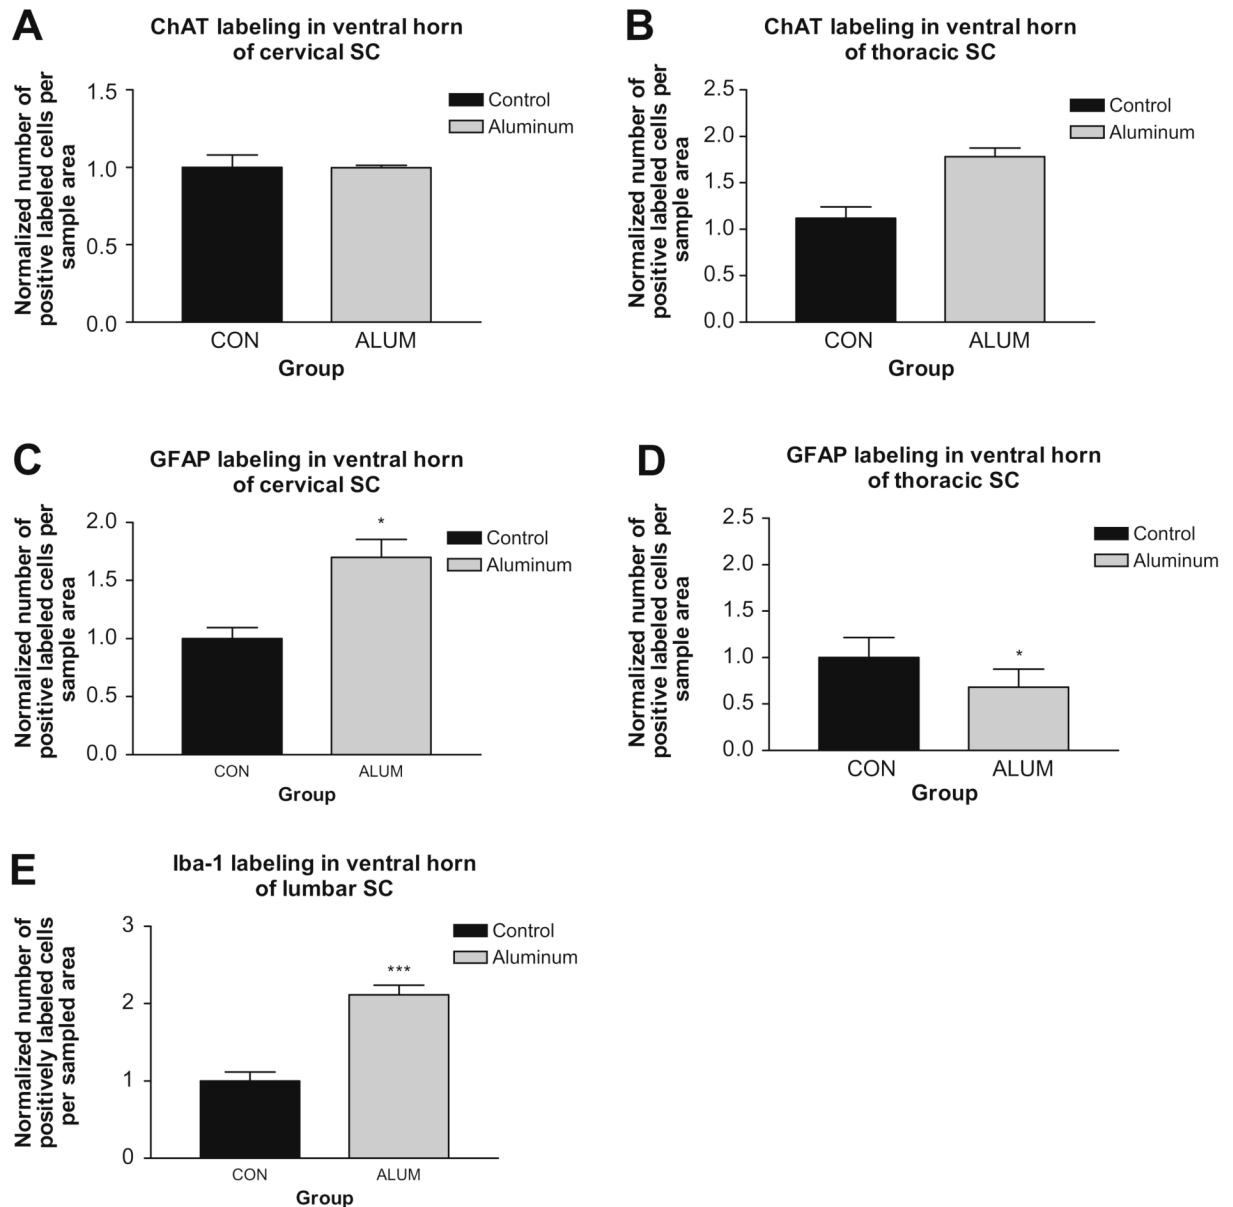 A
ChAT labeling in ventral horn
of cervical SC
Normalized number of
positive labeled cells per
sample area
1.5
1.0
0.5
0.0
CON
ALUM
Group
Control
Aluminum
B
ChAT labeling in ventral horn
of thoracic SC
Normalized number of
positive labeled cells per
sample area
2.5
2.0
1.5
1.0
0.5
0.0
CON
ALUM
Group
Control
Aluminum
C
GFAP labeling in ventral horn
of cervical SC
Normalized number of
positive labeled cells per
sample area
2.0
1.5
1.0
0.5
0.0
*
CON
ALUM
Group
Control
Aluminum
D
GFAP labeling in ventral horn
of thoracic SC
Normalized number of
positive labeled cells per
sample area
2.5
2.0
1.5
1.0
0.5
0.0
*
CON
ALUM
Group
Control
Aluminum
E
Iba-1 labeling in ventral horn
of lumbar SC
Normalized number of
positively labeled cells
per sampled area
3
2
1
0
***
CON
ALUM
Group
Control
Aluminum